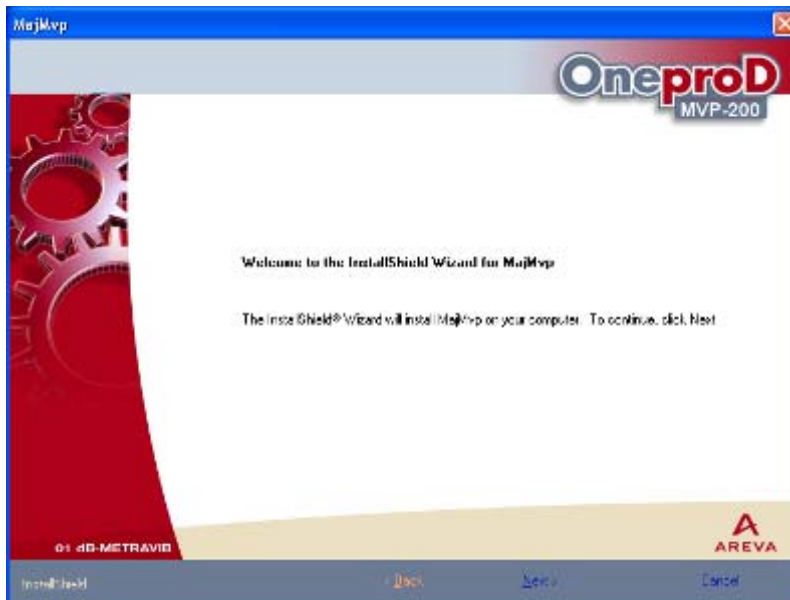 MajMvp
OneproD
MVP-200
Welcome to the InstallShield Wizard for MajMvp
The InstallShield® Wizard will install MajMvp on your computer. To continue, click Next.
01 dB-METRAVIB
AREVA
InstallShield
< Back
Next >
Cancel